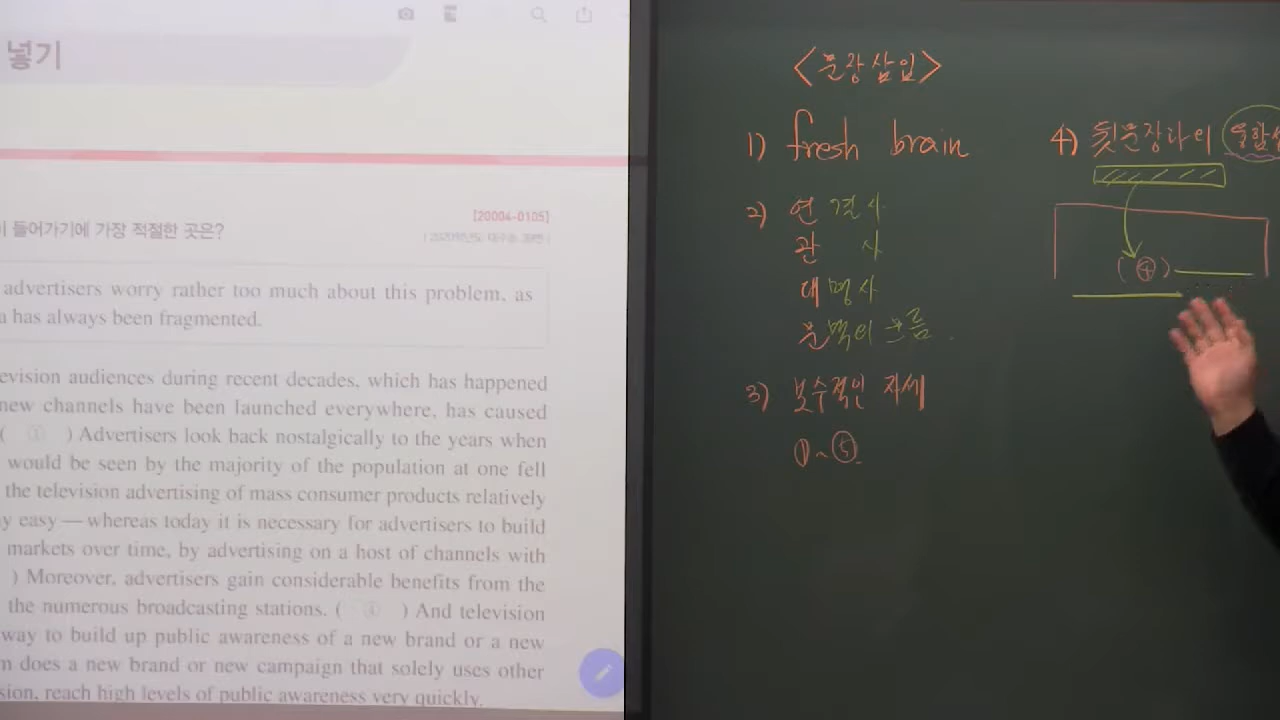 넣기
[20004-0105]
이 들어가기에 가장 적절한 곳은?
advertisers worry rather too much about this problem, as
a has always been fragmented.
evision audiences during recent decades, which has happened
new channels have been launched everywhere, has caused
( ① ) Advertisers look back nostalgically to the years when
would be seen by the majority of the population at one fell
the television advertising of mass consumer products relatively
y easy — whereas today it is necessary for advertisers to build
markets over time, by advertising on a host of channels with
) Moreover, advertisers gain considerable benefits from the
the numerous broadcasting stations. ( ④ ) And television
way to build up public awareness of a new brand or a new
n does a new brand or new campaign that solely uses other
sion, reach high levels of public awareness very quickly.
<문장삽입>
1) fresh brain
2) 연결사
관 사
대명사
문맥의 흐름.
3) 보수적인 자세
①~⑤
4) 뒷문장과의
(④)